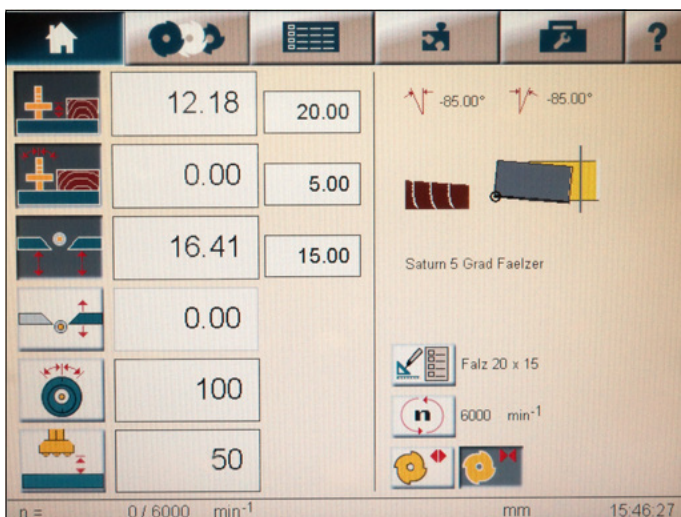 ?
12.18
20.00
0.00
5.00
16.41
15.00
0.00
100
50
-85.00° -85.00°
Saturn 5 Grad Faelzer
Falz 20 x 15
n 6000 min-1
n = 0 / 6000 min-1 mm 15:46:27